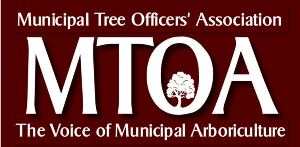 Municipal Tree Officers' Association
MTOA
The Voice of Municipal Arboriculture